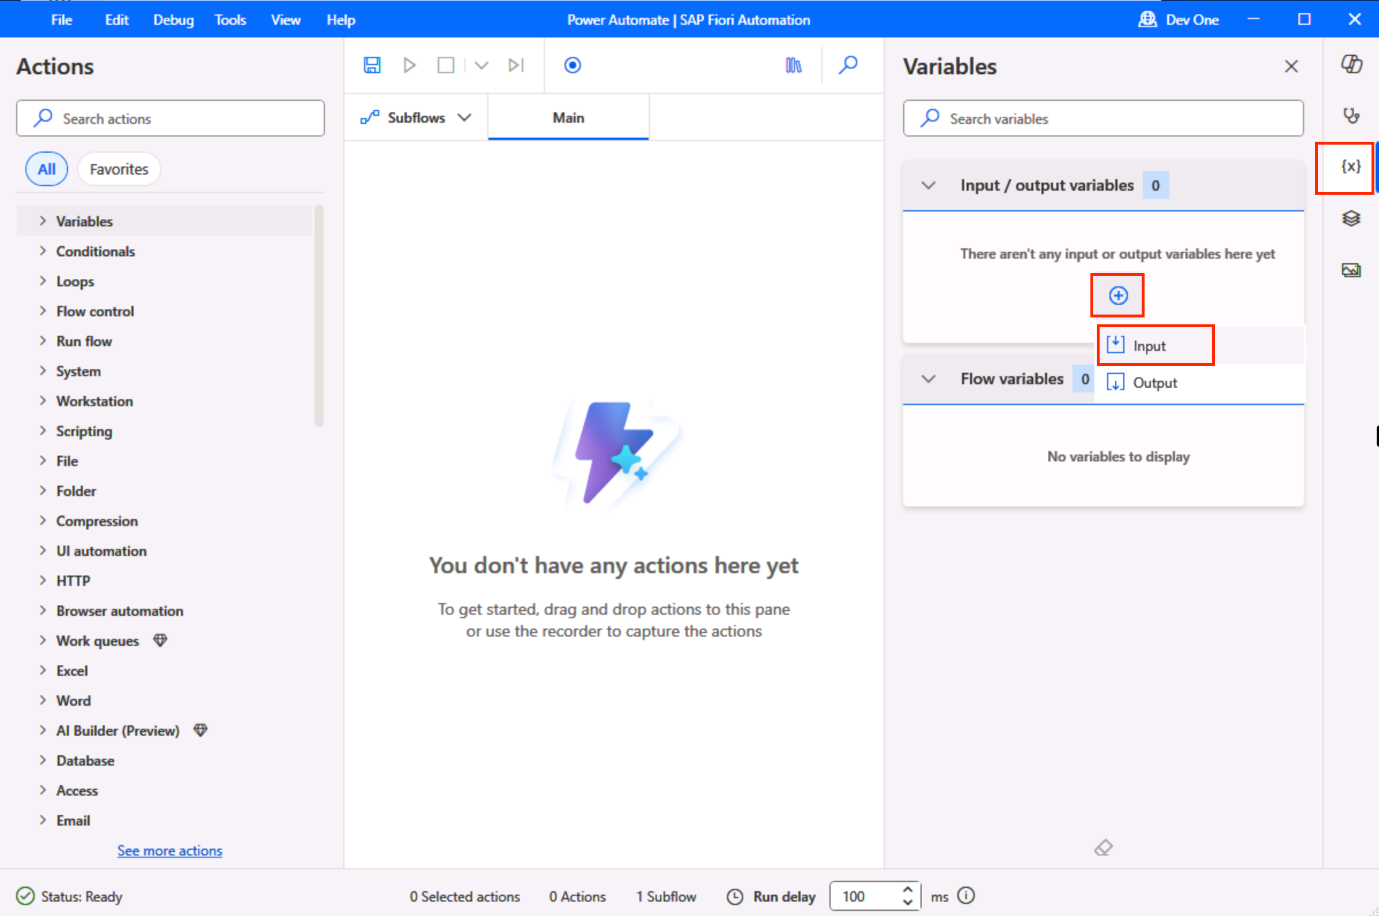 File Edit Debug Tools View Help
Power Automate | SAP Fiori Automation
Dev One
Actions
Search actions
All Favorites
Variables
Conditionals
Loops
Flow control
Run flow
System
Workstation
Scripting
File
Folder
Compression
UI automation
HTTP
Browser automation
Work queues
Excel
Word
AI Builder (Preview)
Database
Access
Email
See more actions
Subflows Main
You don't have any actions here yet
To get started, drag and drop actions to this pane
or use the recorder to capture the actions
Variables
Search variables
{x}
Input / output variables 0
There aren't any input or output variables here yet
Input
Output
Flow variables 0
No variables to display
Status: Ready
0 Selected actions 0 Actions 1 Subflow Run delay 100 ms